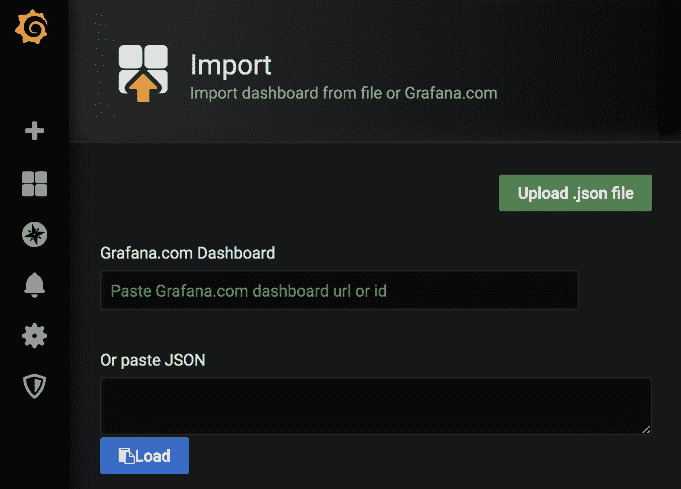 Import
Import dashboard from file or Grafana.com
Upload .json file
Grafana.com Dashboard
Paste Grafana.com dashboard url or id
Or paste JSON
Load